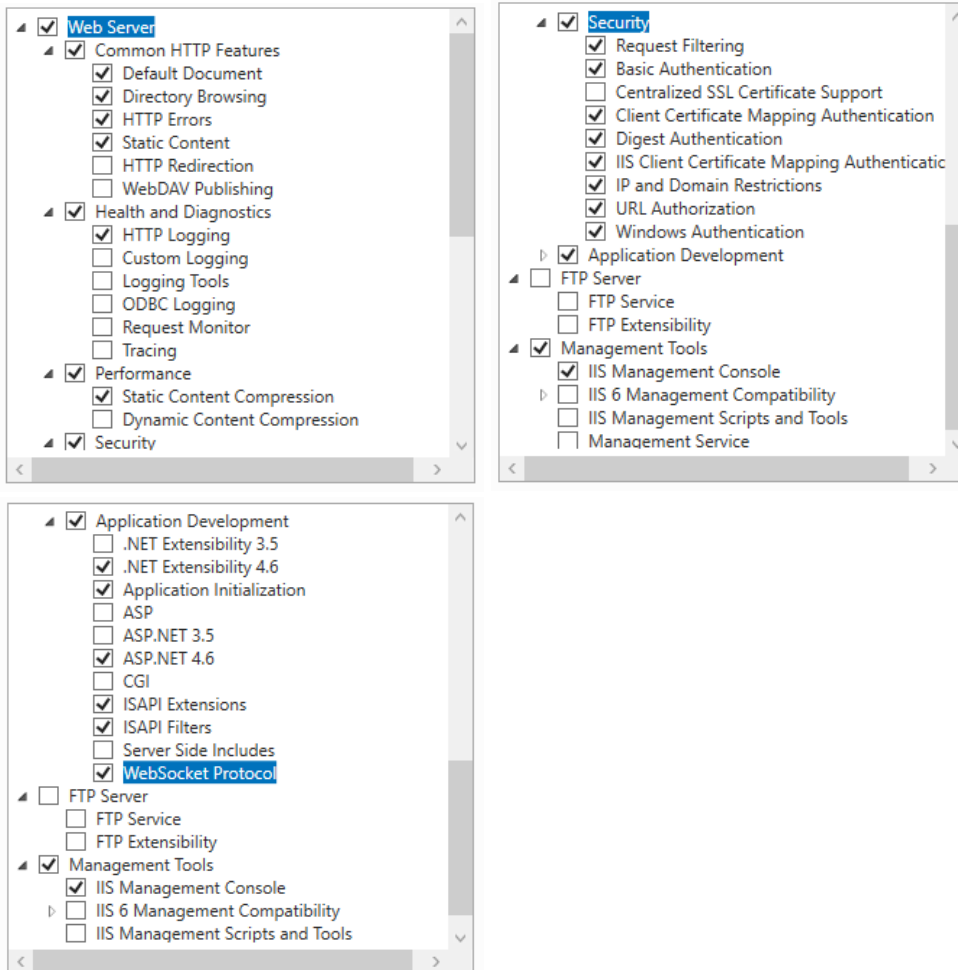 Web Server
Common HTTP Features
Default Document
Directory Browsing
HTTP Errors
Static Content
HTTP Redirection
WebDAV Publishing
Health and Diagnostics
HTTP Logging
Custom Logging
Logging Tools
ODBC Logging
Request Monitor
Tracing
Performance
Static Content Compression
Dynamic Content Compression
Security
Security
Request Filtering
Basic Authentication
Centralized SSL Certificate Support
Client Certificate Mapping Authentication
Digest Authentication
IIS Client Certificate Mapping Authenticatic
IP and Domain Restrictions
URL Authorization
Windows Authentication
Application Development
FTP Server
FTP Service
FTP Extensibility
Management Tools
IIS Management Console
IIS 6 Management Compatibility
IIS Management Scripts and Tools
Management Service
Application Development
.NET Extensibility 3.5
.NET Extensibility 4.6
Application Initialization
ASP
ASP.NET 3.5
ASP.NET 4.6
CGI
ISAPI Extensions
ISAPI Filters
Server Side Includes
WebSocket Protocol
FTP Server
FTP Service
FTP Extensibility
Management Tools
IIS Management Console
IIS 6 Management Compatibility
IIS Management Scripts and Tools